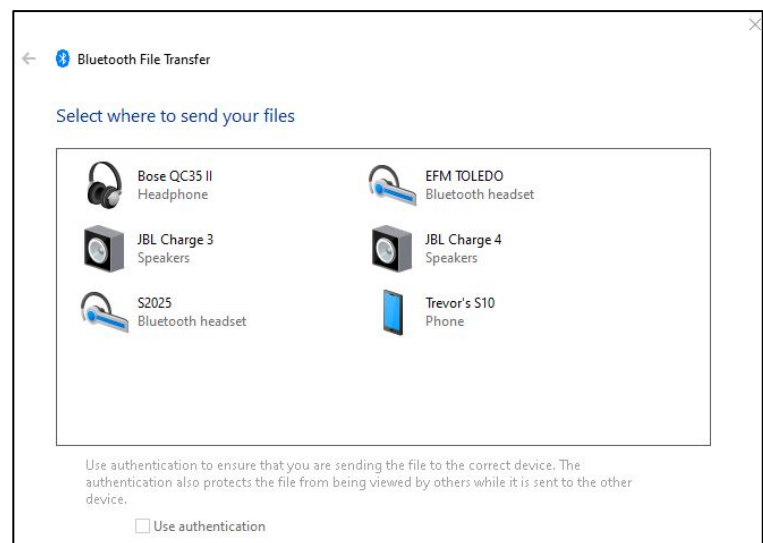 Bluetooth File Transfer
Select where to send your files
Bose QC35 II
Headphone
EFM TOLEDO
Bluetooth headset
JBL Charge 3
Speakers
JBL Charge 4
Speakers
S2025
Bluetooth headset
Trevor's S10
Phone
Use authentication to ensure that you are sending the file to the correct device. The
authentication also protects the file from being viewed by others while it is sent to the other
device.
Use authentication